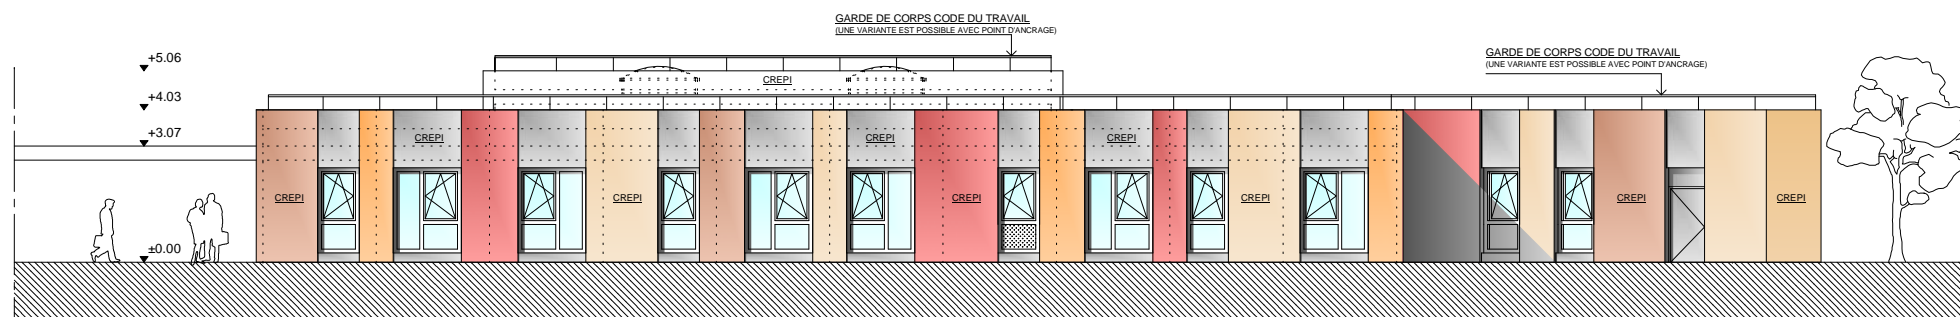 GARDE DE CORPS CODE DU TRAVAIL
(UNE VARIANTE EST POSSIBLE AVEC POINT D'ANCRAGE)
GARDE DE CORPS CODE DU TRAVAIL
(UNE VARIANTE EST POSSIBLE AVEC POINT D'ANCRAGE)
+5.06
CREPI
+4.03
+3.07
CREPI
CREPI
CREPI
CREPI
CREPI
CREPI
CREPI
CREPI
CREPI
±0.00